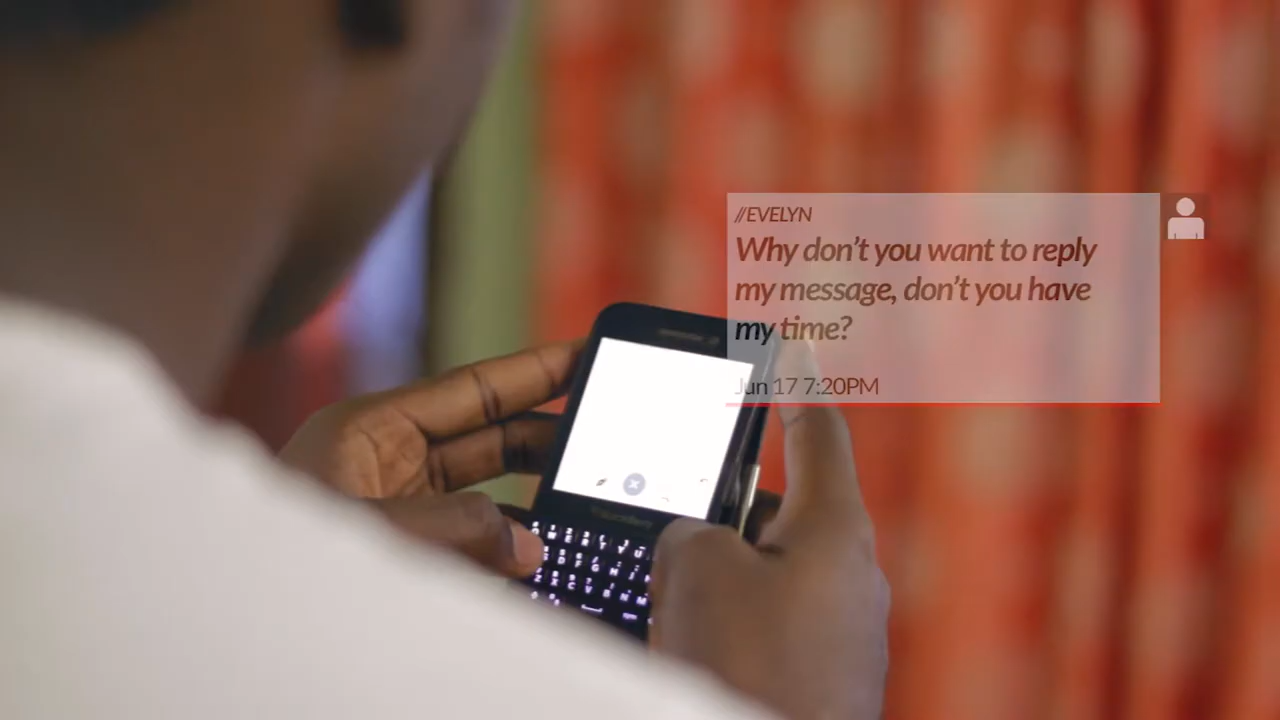 //EVELYN
Why don't you want to reply
my message, don't you have
my time?
Jun 17 7:20PM